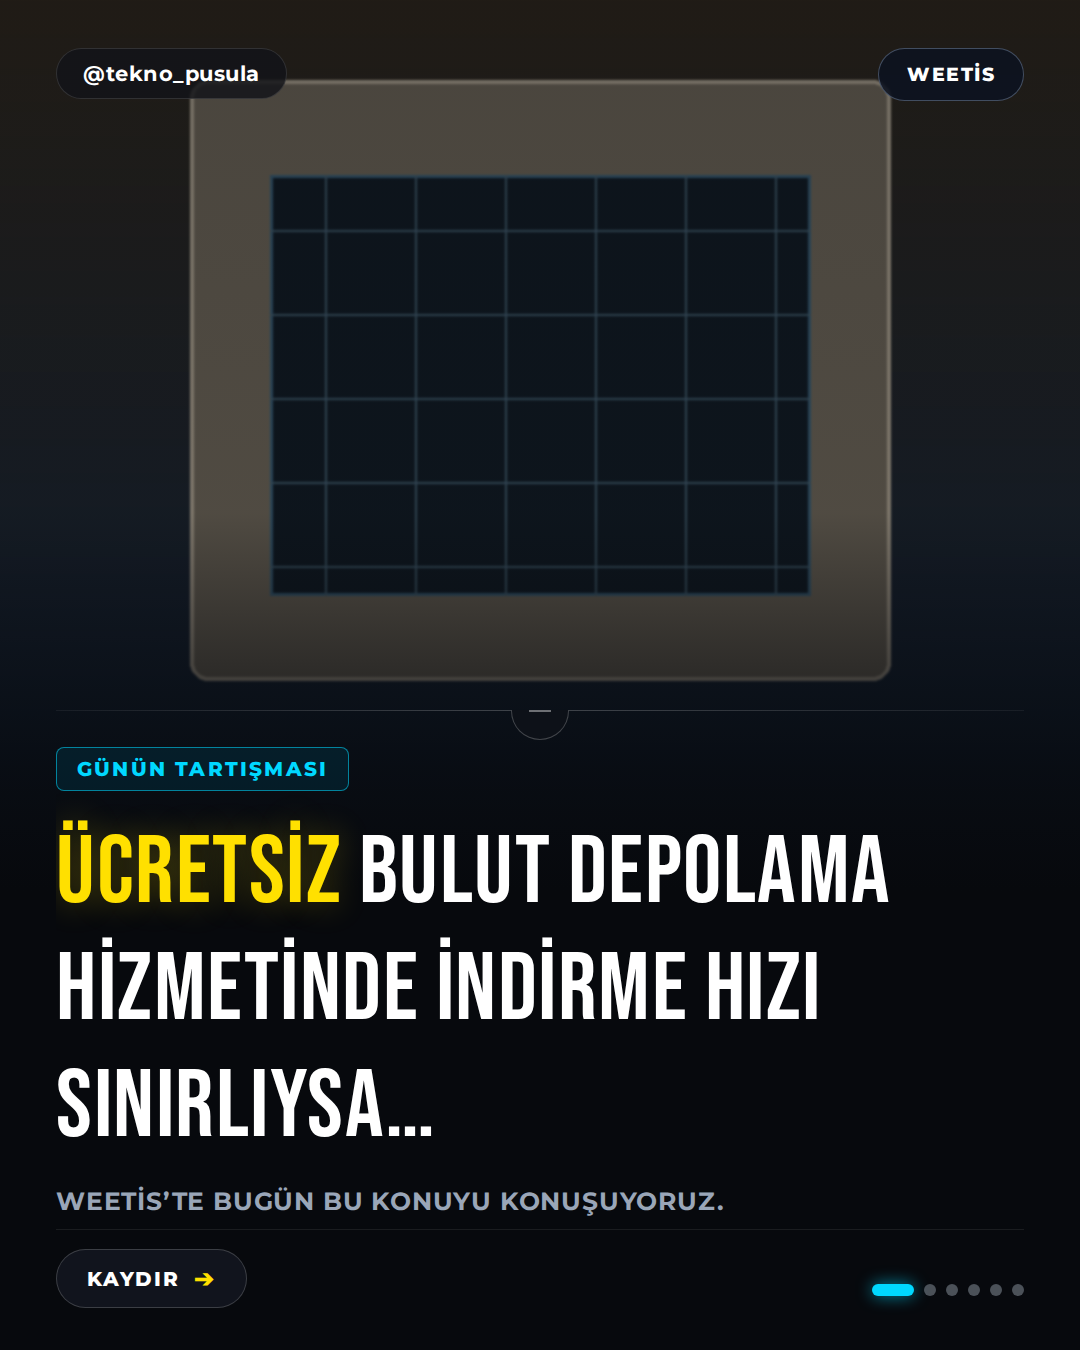 @tekno_pusula
WEETİS
GÜNÜN TARTIŞMASI
ÜCRETSİZ BULUT DEPOLAMA
HİZMETİNDE İNDİRME HIZI
SINIRLIYSA...
WEETİS’TE BUGÜN BU KONUYU KONUŞUYORUZ.
KAYDIR ➔